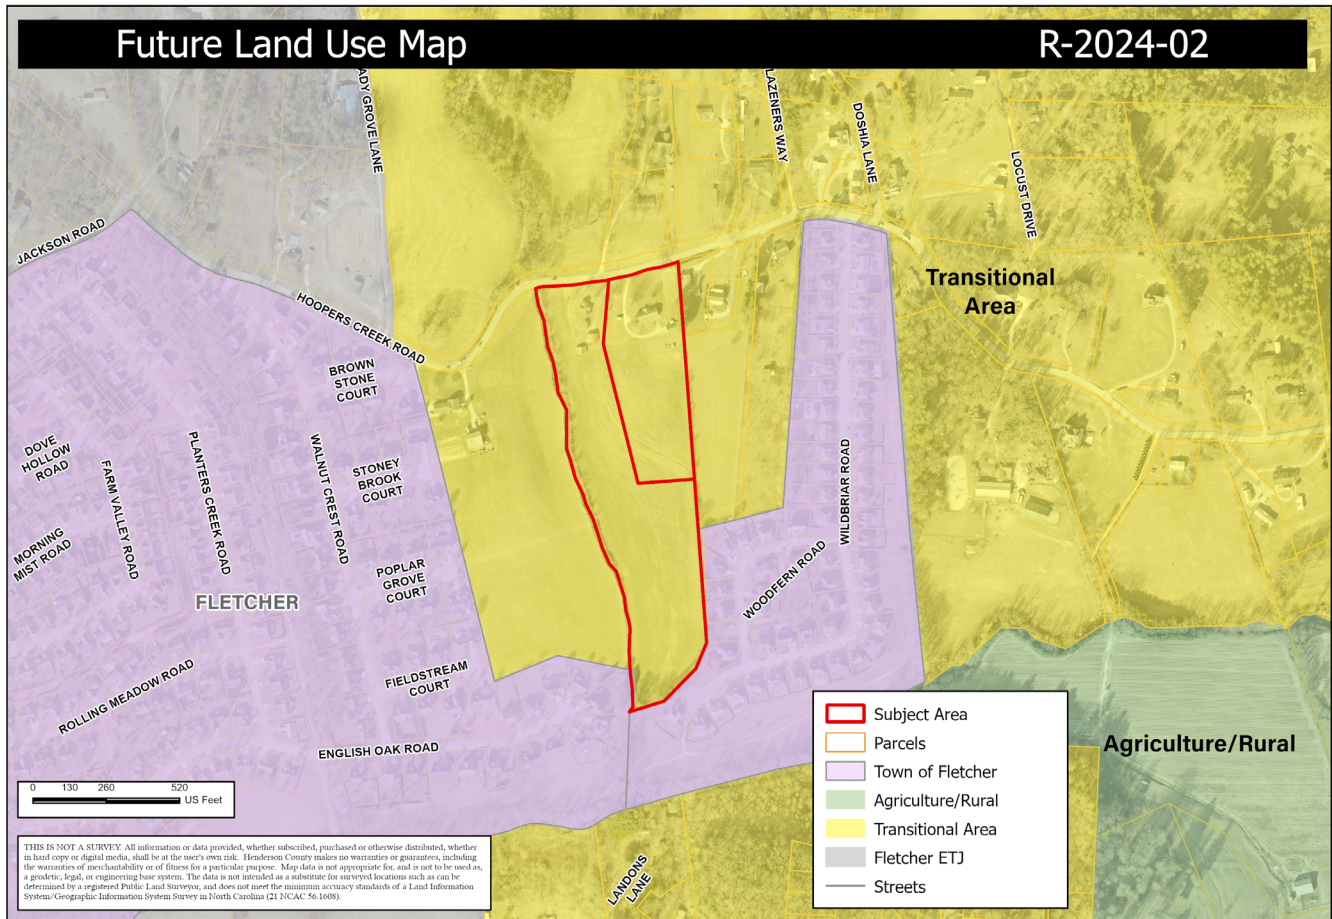 Future Land Use Map
R-2024-02
ADY GROVE LANE
LAZENERS WAY
DOSHIA LANE
LOCUST DRIVE
JACKSON ROAD
HOOPERS CREEK ROAD
Transitional
Area
BROWN
STONE
COURT
DOVE
HOLLOW
ROAD
FARM VALLEY ROAD
PLANTERS CREEK ROAD
WALNUT CREST ROAD
STONEY
BROOK
COURT
WILDBRIAR ROAD
MORNING
MIST ROAD
POPLAR
GROVE
COURT
WOODFERN ROAD
FLETCHER
ROLLING MEADOW ROAD
FIELDSTREAM
COURT
ENGLISH OAK ROAD
Agriculture/Rural
Subject Area
Parcels
Town of Fletcher
Agriculture/Rural
Transitional Area
Fletcher ETJ
Streets
0 130 260 520
US Feet
LANDONS
LANE
THIS IS NOT A SURVEY. All information or data provided, whether subscribed, purchased or otherwise distributed, whether
in hard copy or digital media, shall be at the user's own risk. Henderson County makes no warranties or guarantees, including
the warranties of merchantability or of fitness for a particular purpose. Map data is not appropriate for, and is not to be used as,
a geodetic, legal, or engineering base system. The data is not intended as a substitute for surveyed locations such as can be
determined by a registered Public Land Surveyor, and does not meet the minimum accuracy standards of a Land Information
System/Geographic Information System Survey in North Carolina (21 NCAC 56.1608).